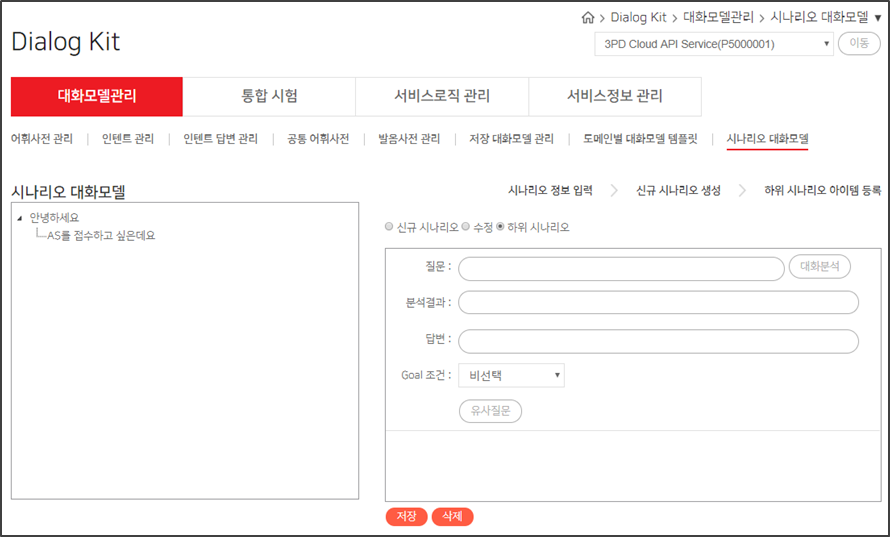 Dialog Kit > 대화모델관리 > 시나리오 대화모델 ▼
Dialog Kit
3PD Cloud API Service(P5000001) ▼ 이동
대화모델관리 통합 시험 서비스로직 관리 서비스정보 관리
어휘사전 관리 | 인텐트 관리 | 인텐트 답변 관리 | 공통 어휘사전 | 발음사전 관리 | 저장 대화모델 관리 | 도메인별 대화모델 템플릿 | 시나리오 대화모델
시나리오 대화모델
시나리오 정보 입력 > 신규 시나리오 생성 > 하위 시나리오 아이템 등록
안녕하세요
AS를 접수하고 싶은데요
신규 시나리오 수정 하위 시나리오
질문 : 대화분석
분석결과 :
답변 :
Goal 조건 : 비선택 ▼
유사질문
저장 삭제